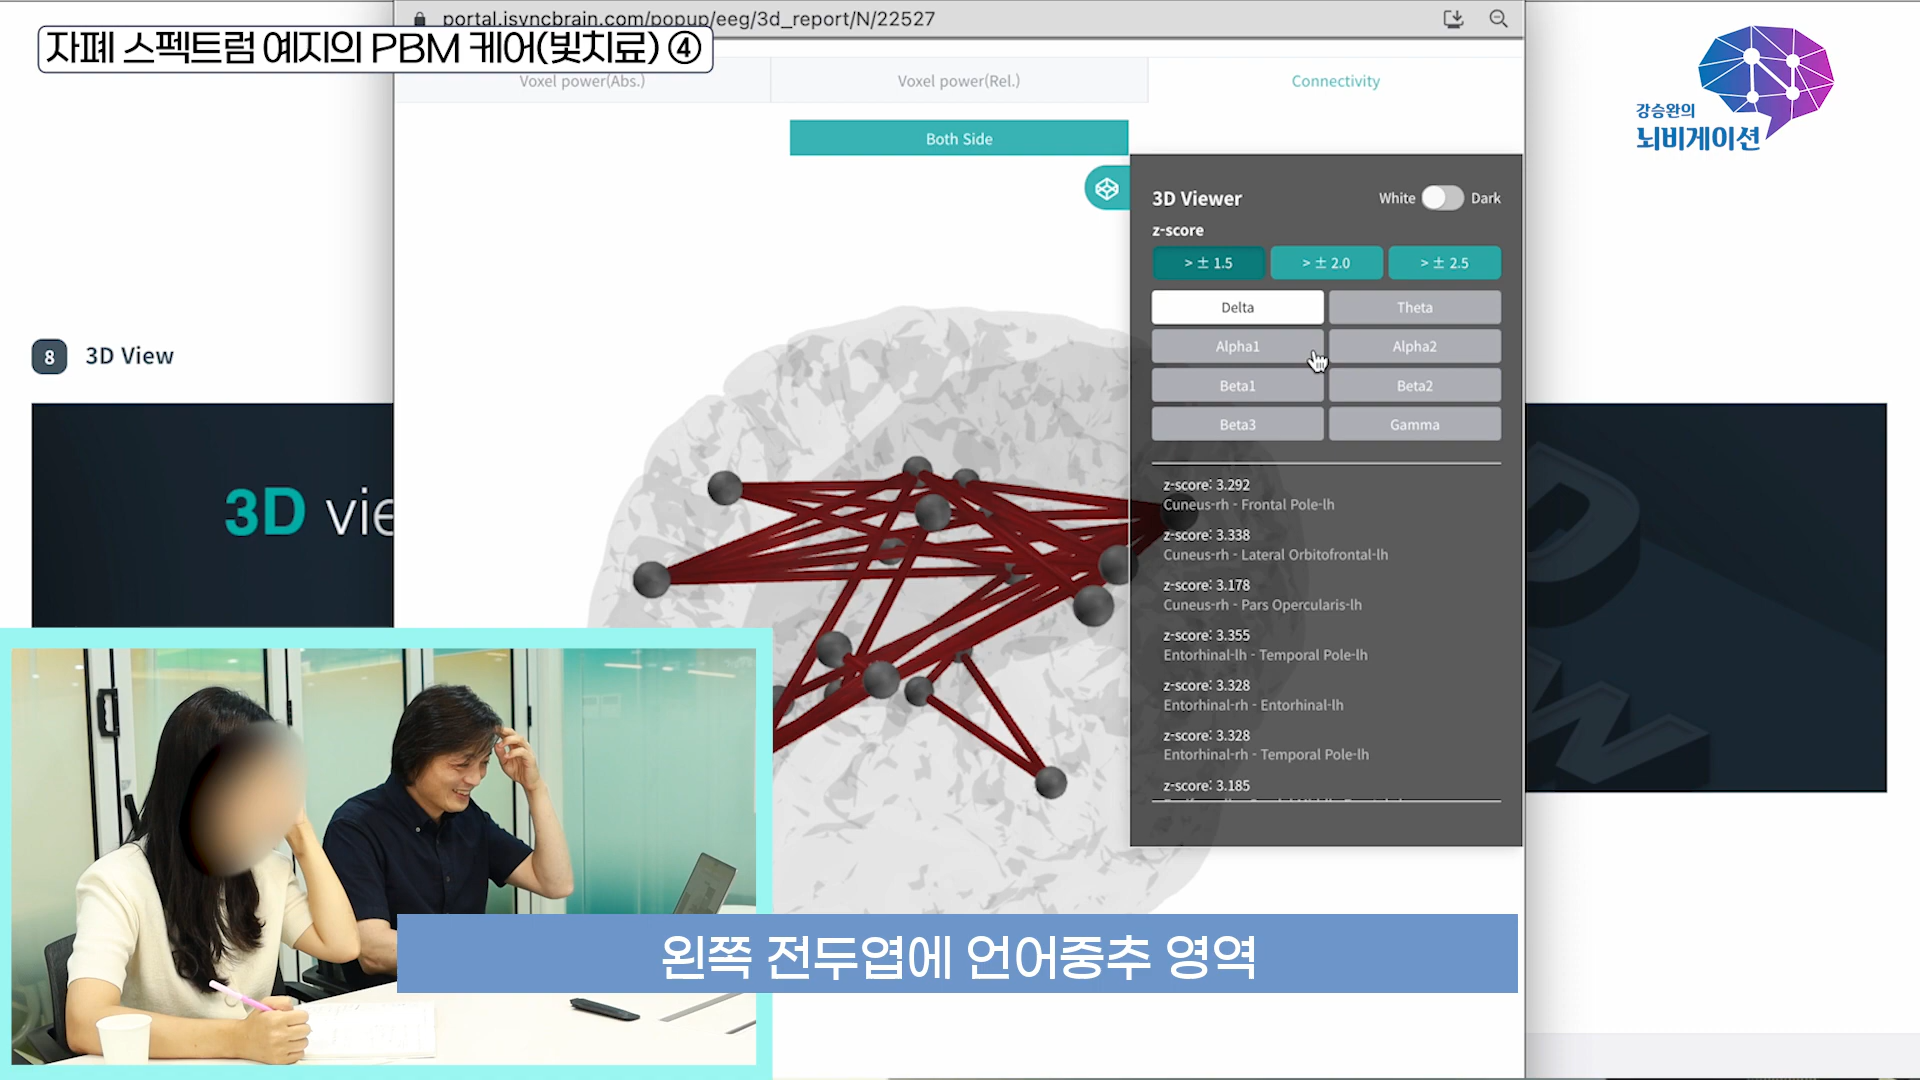 portal.isyncbrain.com/popup/eeg/3d_report/N/22527
자폐 스펙트럼 예지의 PBM 케어(빛치료) ④
강승완의
뇌비게이션
Voxel power(Abs.)
Voxel power(Rel.)
Connectivity
Both Side
3D Viewer
White
Dark
z-score
> ± 1.5
> ± 2.0
> ± 2.5
Delta
Theta
Alpha1
Alpha2
Beta1
Beta2
Beta3
Gamma
8 3D View
3D vie
z-score: 3.292
Cuneus-rh - Frontal Pole-lh
z-score: 3.338
Cuneus-rh - Lateral Orbitofrontal-lh
z-score: 3.178
Cuneus-rh - Pars Opercularis-lh
z-score: 3.355
Entorhinal-lh - Temporal Pole-lh
z-score: 3.328
Entorhinal-rh - Entorhinal-lh
z-score: 3.328
Entorhinal-rh - Temporal Pole-lh
z-score: 3.185
왼쪽 전두엽에 언어중추 영역